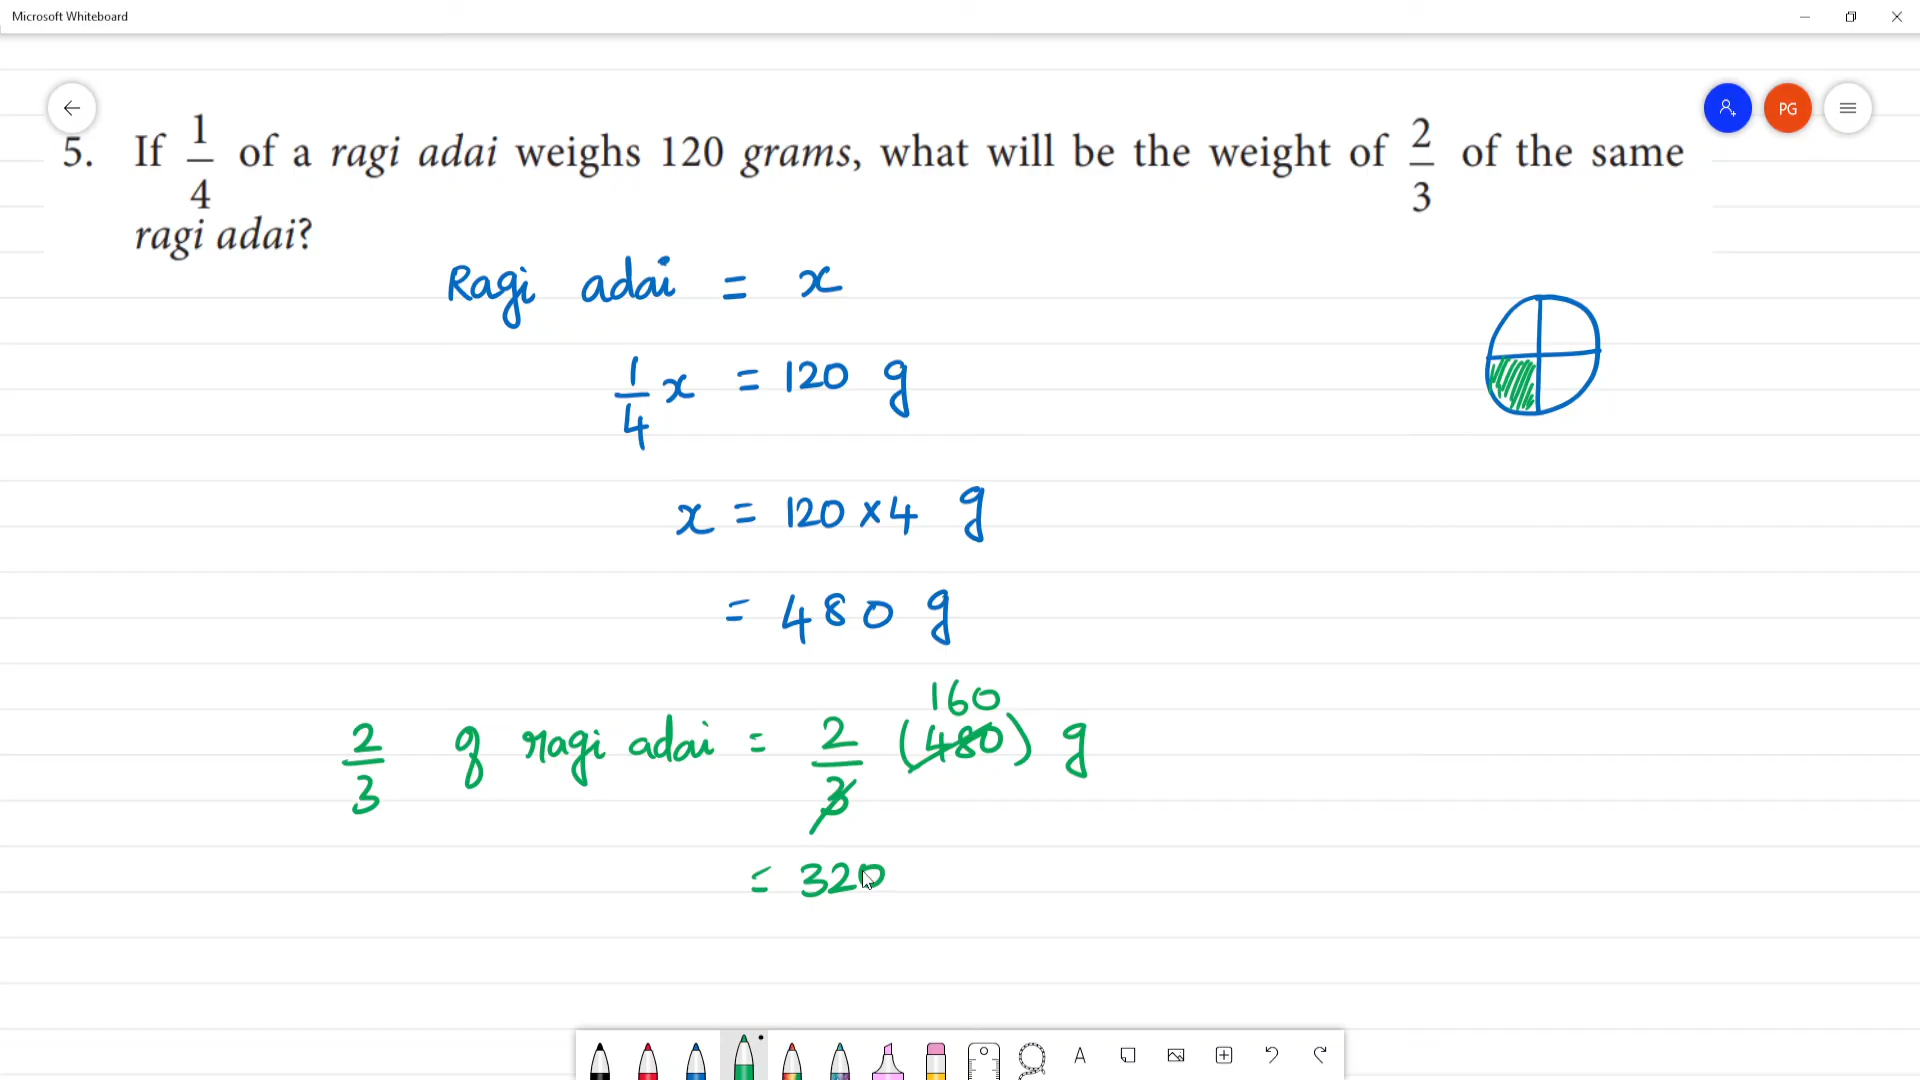 Microsoft Whiteboard
PG
5. If 1/4 of a ragi adai weighs 120 grams, what will be the weight of 2/3 of the same
ragi adai?
Ragi adai = x
1/4 x = 120 g
x = 120 × 4 g
= 480 g
160
2/3 of ragi adai = 2/3 (480) g
= 320
A